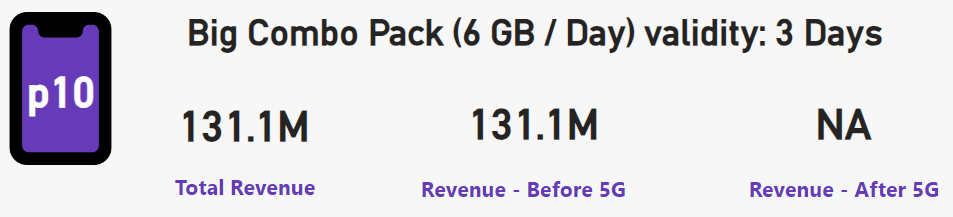 Big Combo Pack (6 GB / Day) validity: 3 Days
p10
131.1M 131.1M NA
Total Revenue Revenue - Before 5G Revenue - After 5G